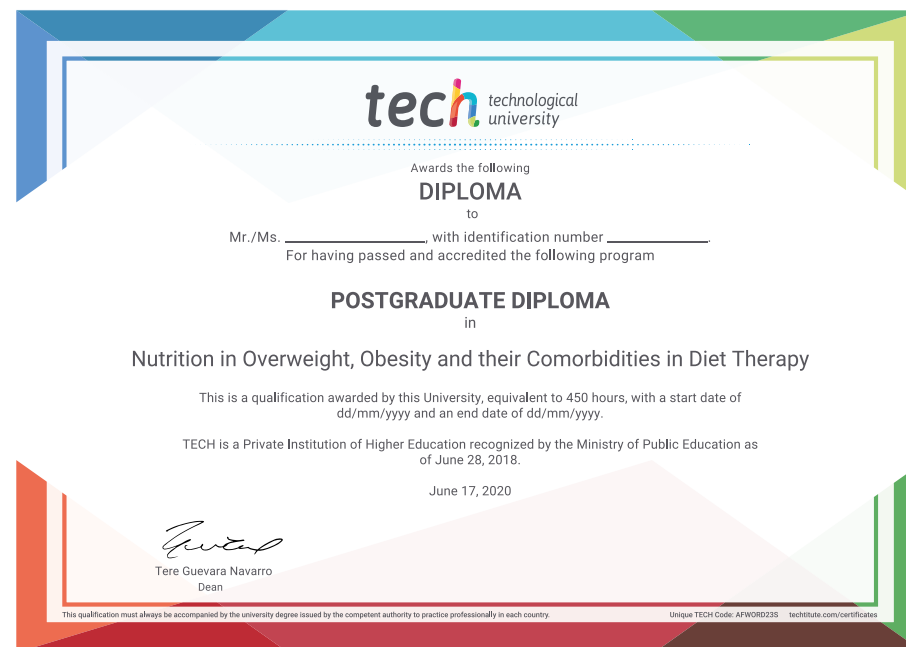 tech technological
university
Awards the following
DIPLOMA
to
Mr./Ms. ____________________, with identification number ______________.
For having passed and accredited the following program
POSTGRADUATE DIPLOMA
in
Nutrition in Overweight, Obesity and their Comorbidities in Diet Therapy
This is a qualification awarded by this University, equivalent to 450 hours, with a start date of
dd/mm/yyyy and an end date of dd/mm/yyyy.
TECH is a Private Institution of Higher Education recognized by the Ministry of Public Education as
of June 28, 2018.
June 17, 2020
Tere Guevara Navarro
Dean
This qualification must always be accompanied by the university degree issued by the competent authority to practice professionally in each country. Unique TECH Code: AFWORD23S techtitute.com/certificates